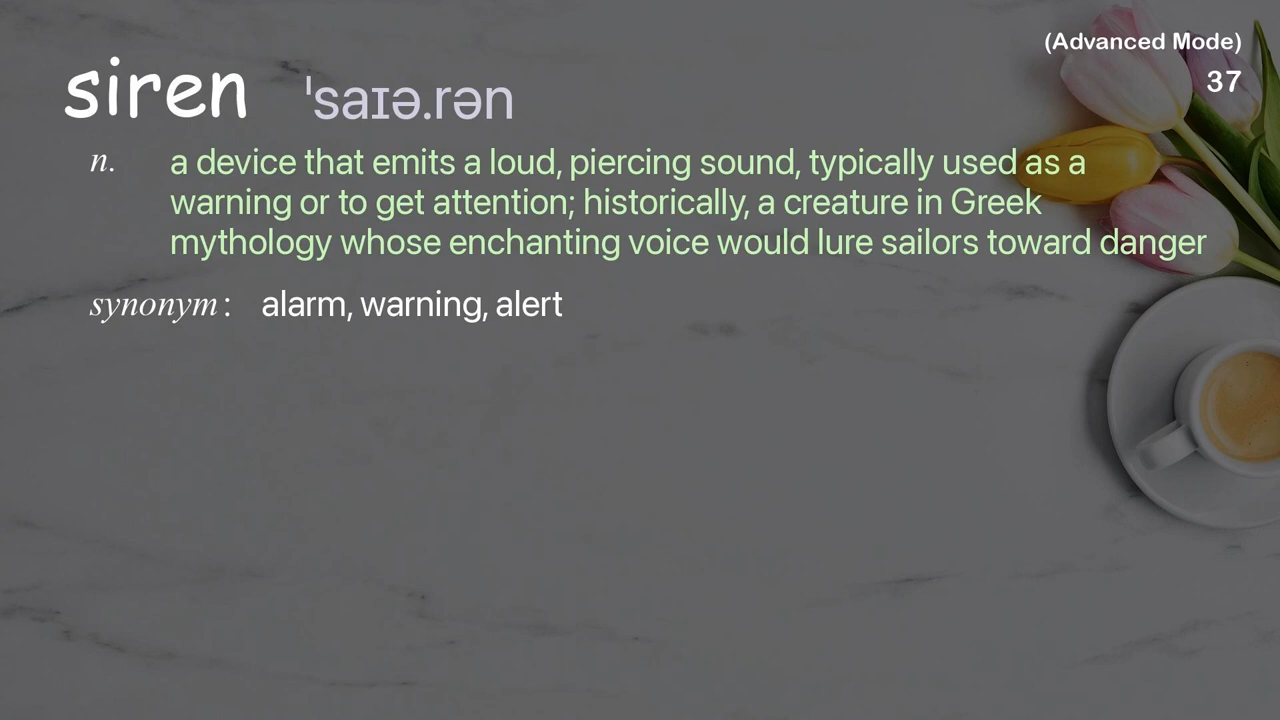 (Advanced Mode)
37
siren ˈsaɪə.rən
n. a device that emits a loud, piercing sound, typically used as a
warning or to get attention; historically, a creature in Greek
mythology whose enchanting voice would lure sailors toward danger
synonym: alarm, warning, alert